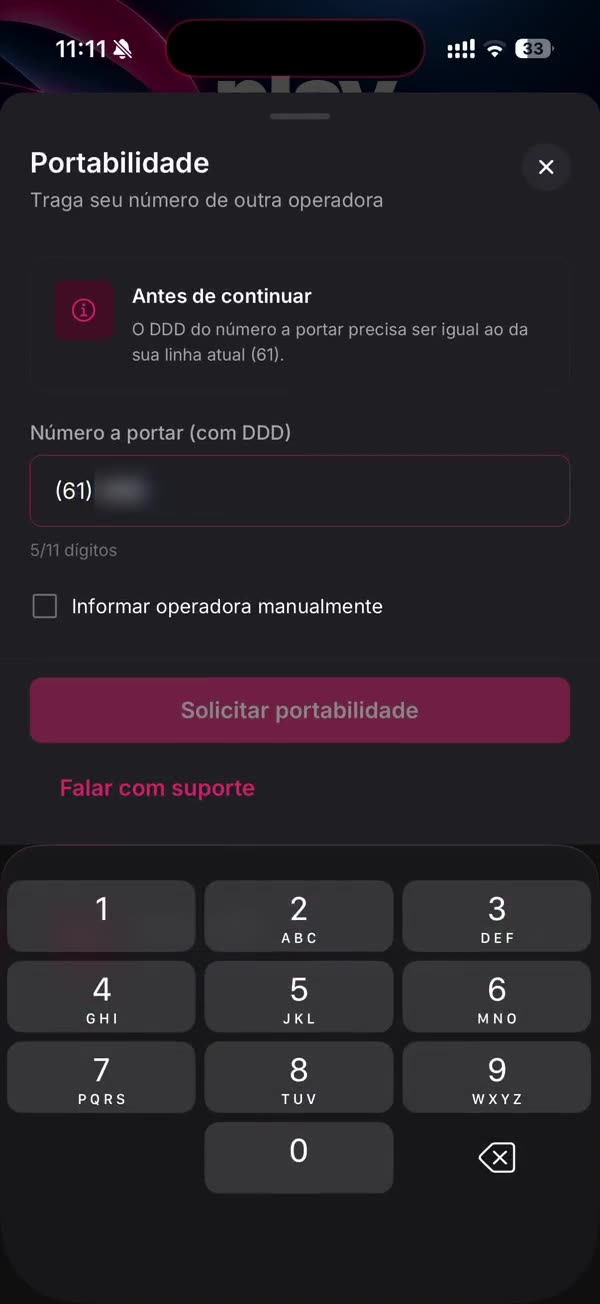 11:11
33
Portabilidade
Traga seu número de outra operadora
Antes de continuar
O DDD do número a portar precisa ser igual ao da
sua linha atual (61).
Número a portar (com DDD)
(61)
5/11 dígitos
Informar operadora manualmente
Solicitar portabilidade
Falar com suporte
1
2
ABC
3
DEF
4
GHI
5
JKL
6
MNO
7
PQRS
8
TUV
9
WXYZ
0